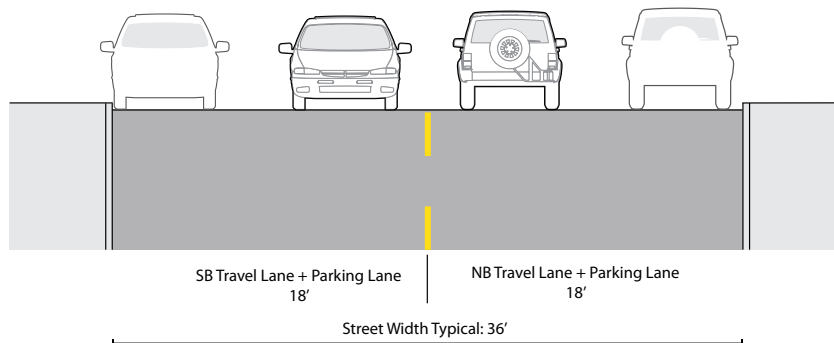 SB Travel Lane + Parking Lane
18′
NB Travel Lane + Parking Lane
18′
Street Width Typical: 36′